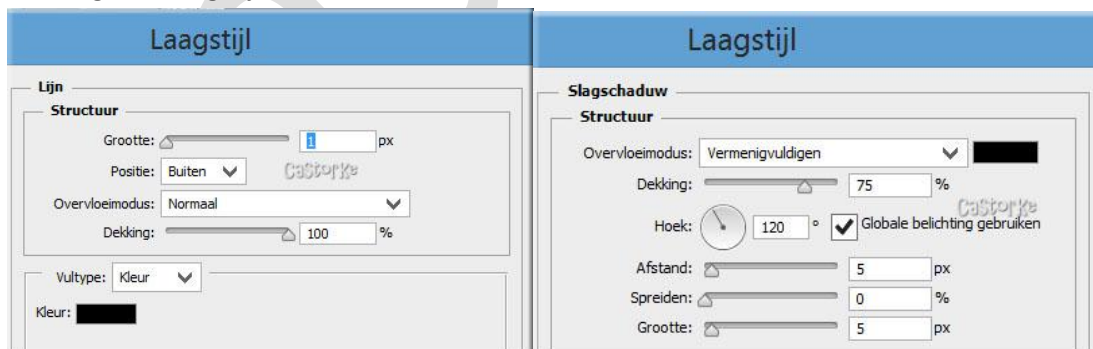 Laagstijl
Lijn
Structuur
Grootte: 1 px
Positie: Buiten
CaStorKe
Overvloeimodus: Normaal
Dekking: 100 %
Vultype: Kleur
Kleur:
Laagstijl
Slagschaduw
Structuur
Overvloeimodus: Vermenigvuldigen
Dekking: 75 %
CaStorKe
Hoek: 120 ° Globale belichting gebruiken
Afstand: 5 px
Spreiden: 0 %
Grootte: 5 px